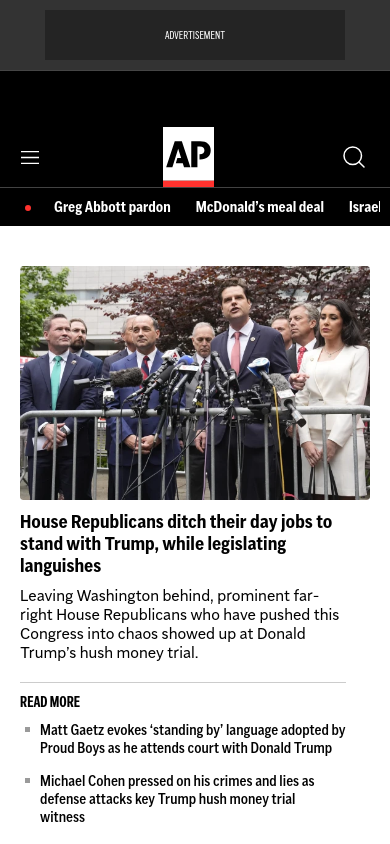 ADVERTISEMENT
AP
Greg Abbott pardon McDonald’s meal deal Israel
House Republicans ditch their day jobs to
stand with Trump, while legislating
languishes
Leaving Washington behind, prominent far-
right House Republicans who have pushed this
Congress into chaos showed up at Donald
Trump’s hush money trial.
READ MORE
Matt Gaetz evokes ‘standing by’ language adopted by
Proud Boys as he attends court with Donald Trump
Michael Cohen pressed on his crimes and lies as
defense attacks key Trump hush money trial
witness